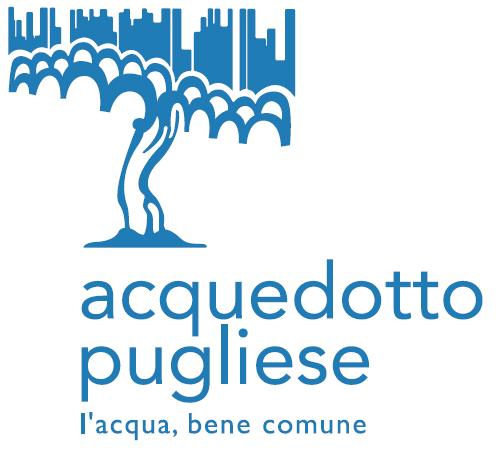 acquedotto
pugliese
l'acqua, bene comune